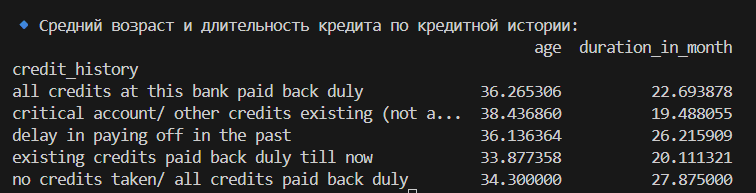 🔹 Средний возраст и длительность кредита по кредитной истории:
age duration_in_month
credit_history
all credits at this bank paid back duly 36.265306 22.693878
critical account/ other credits existing (not a... 38.436860 19.488055
delay in paying off in the past 36.136364 26.215909
existing credits paid back duly till now 33.877358 20.111321
no credits taken/ all credits paid back duly 34.300000 27.875000